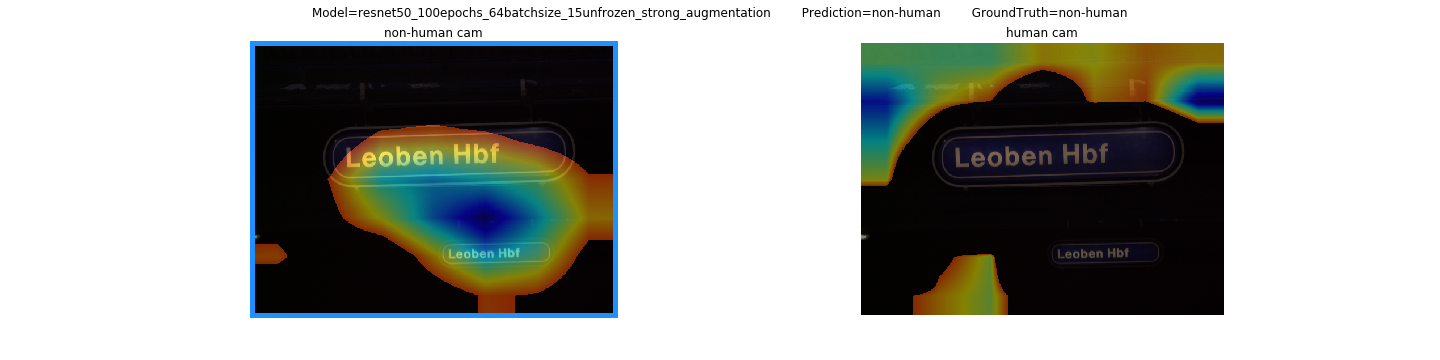 Model=resnet50_100epochs_64batchsize_15unfrozen_strong_augmentation Prediction=non-human GroundTruth=non-human
non-human cam
human cam
Leoben Hbf
Leoben Hbf
Leoben Hbf
Leoben Hbf